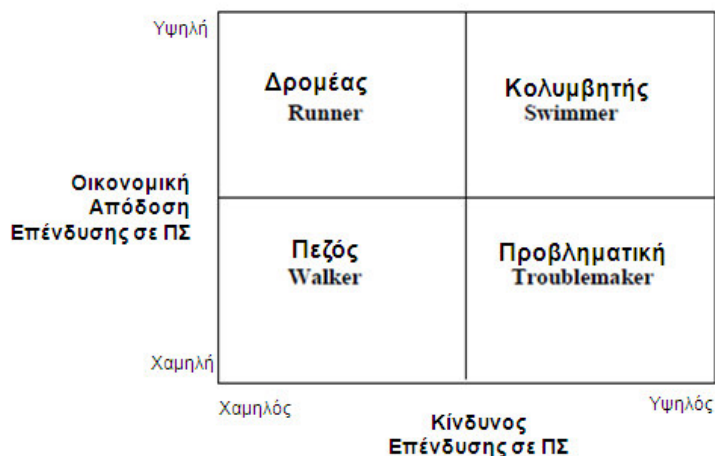 Υψηλή
Δρομέας
Runner
Κολυμβητής
Swimmer
Οικονομική
Απόδοση
Επένδυσης σε ΠΣ
Πεζός
Walker
Προβληματική
Troublemaker
Χαμηλή
Χαμηλός
Υψηλός
Κίνδυνος
Επένδυσης σε ΠΣ